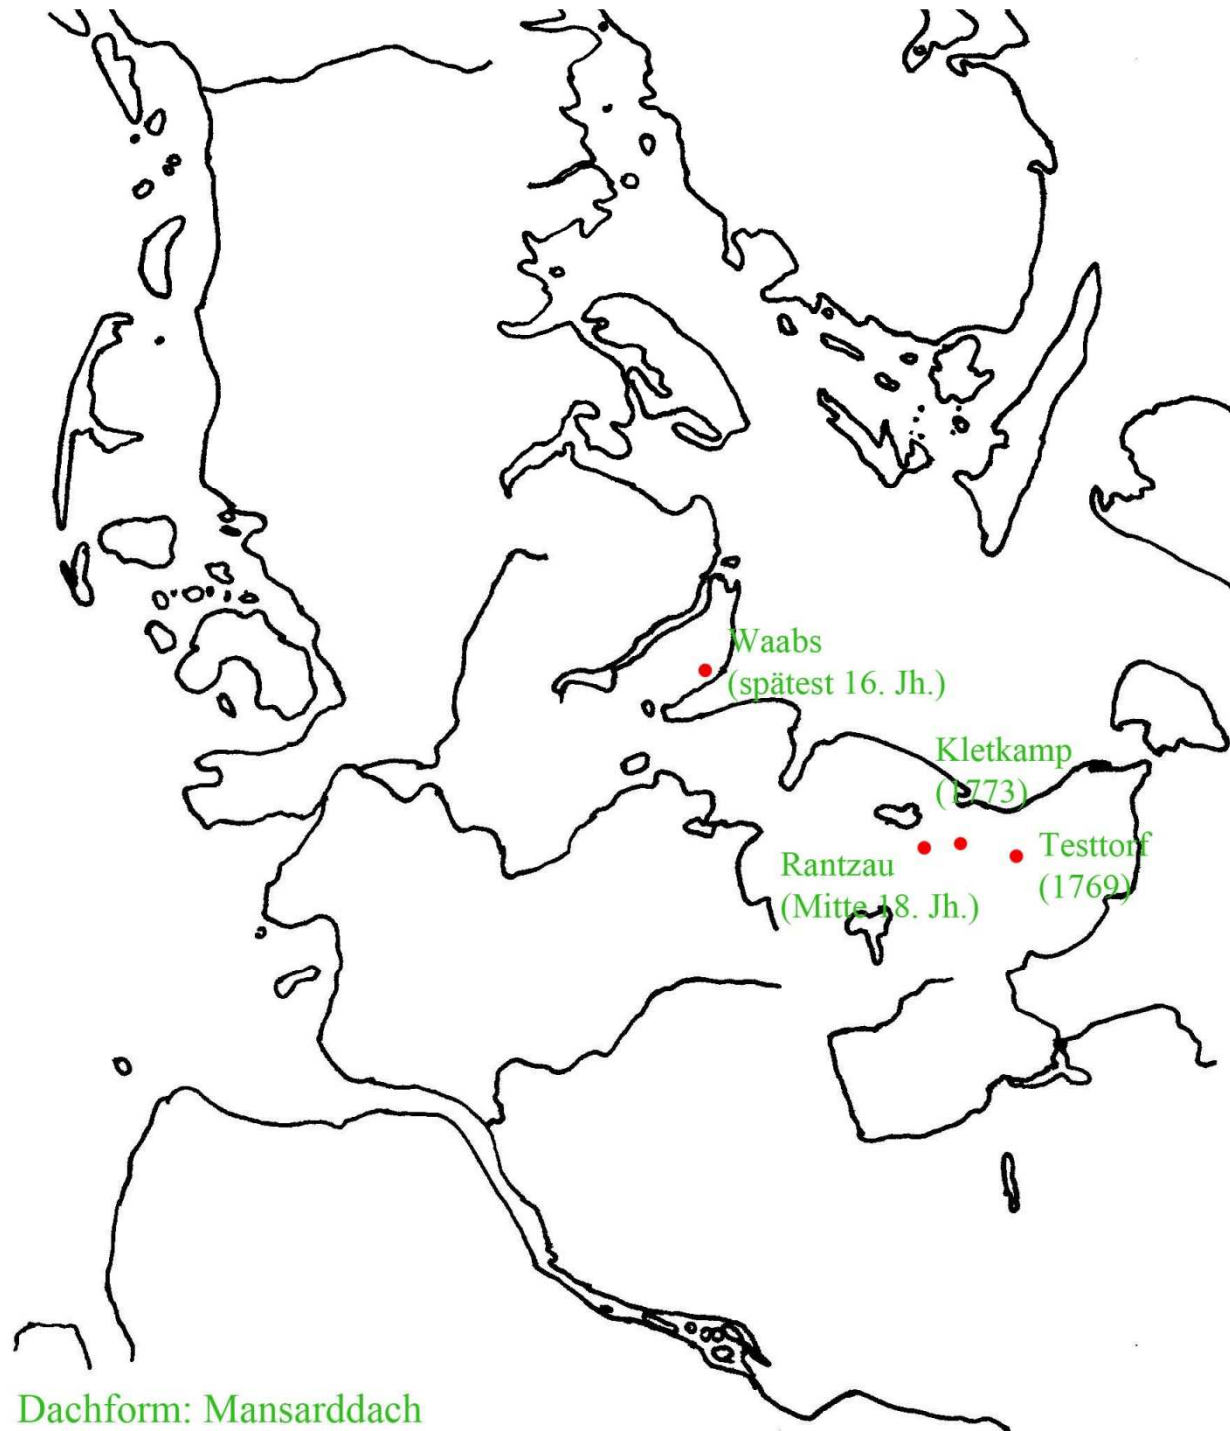 Waabs
(spätest 16. Jh.)
Kletkamp
(1773)
Rantzau
(Mitte 18. Jh.)
Testtorf
(1769)
Dachform: Mansarddach